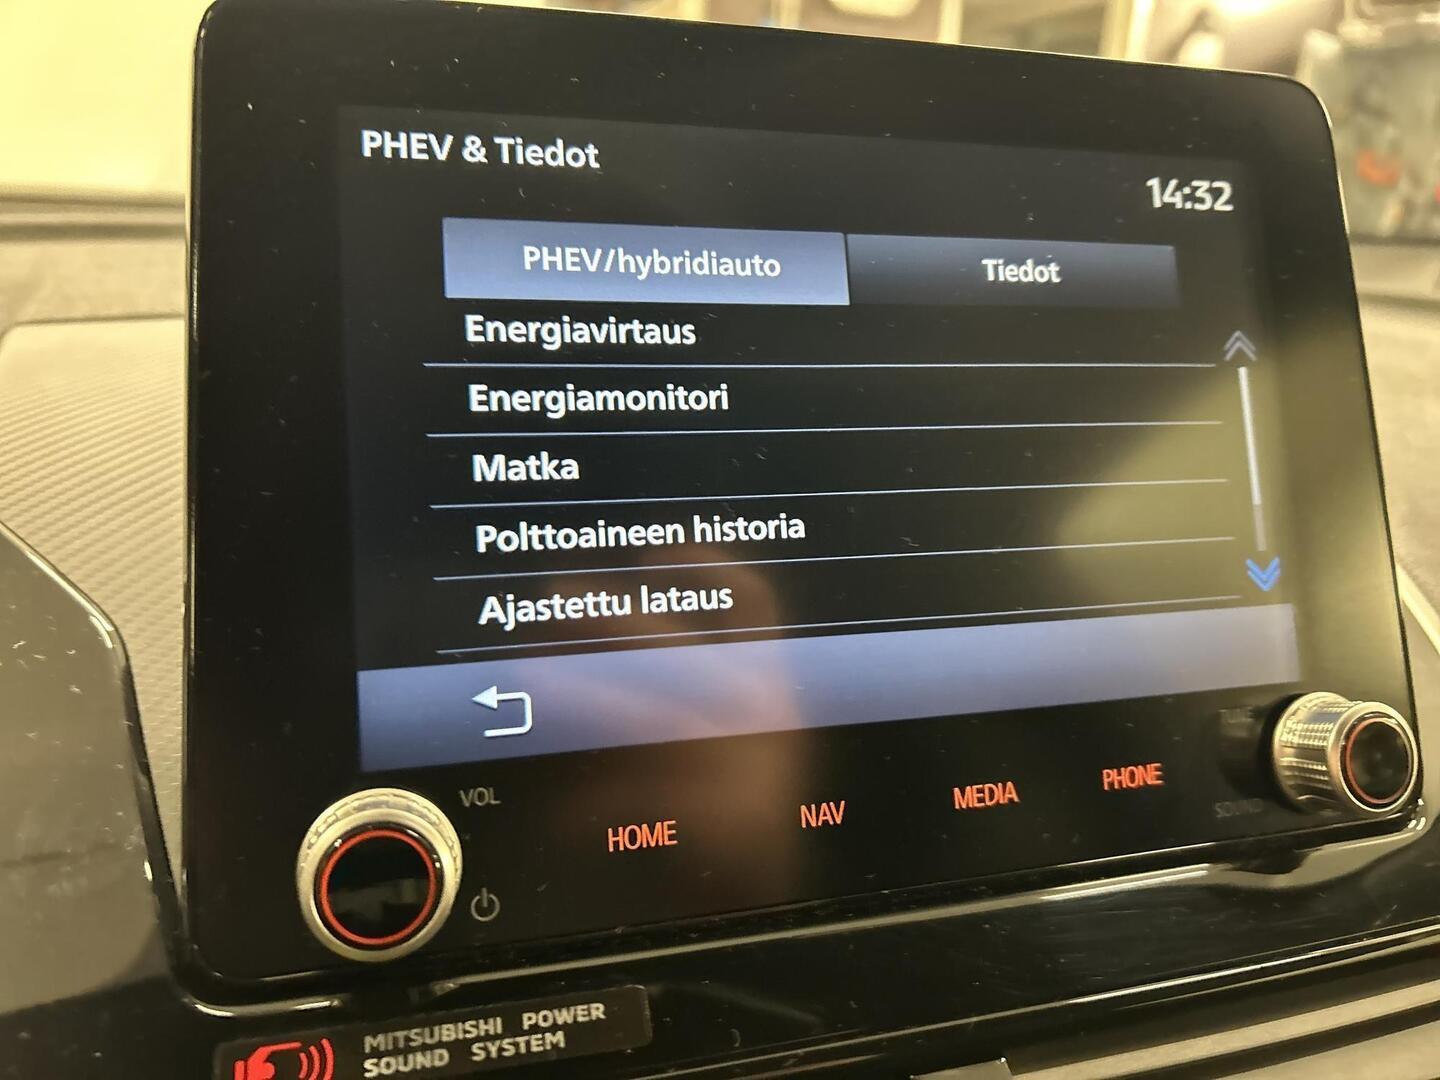 PHEV & Tiedot
14:32
PHEV/hybridiauto
Tiedot
Energiavirtaus
Energiamonitori
Matka
Polttoaineen historia
Ajastettu lataus
VOL
HOME
NAV
MEDIA
PHONE
SOUND
MITSUBISHI POWER
SOUND SYSTEM